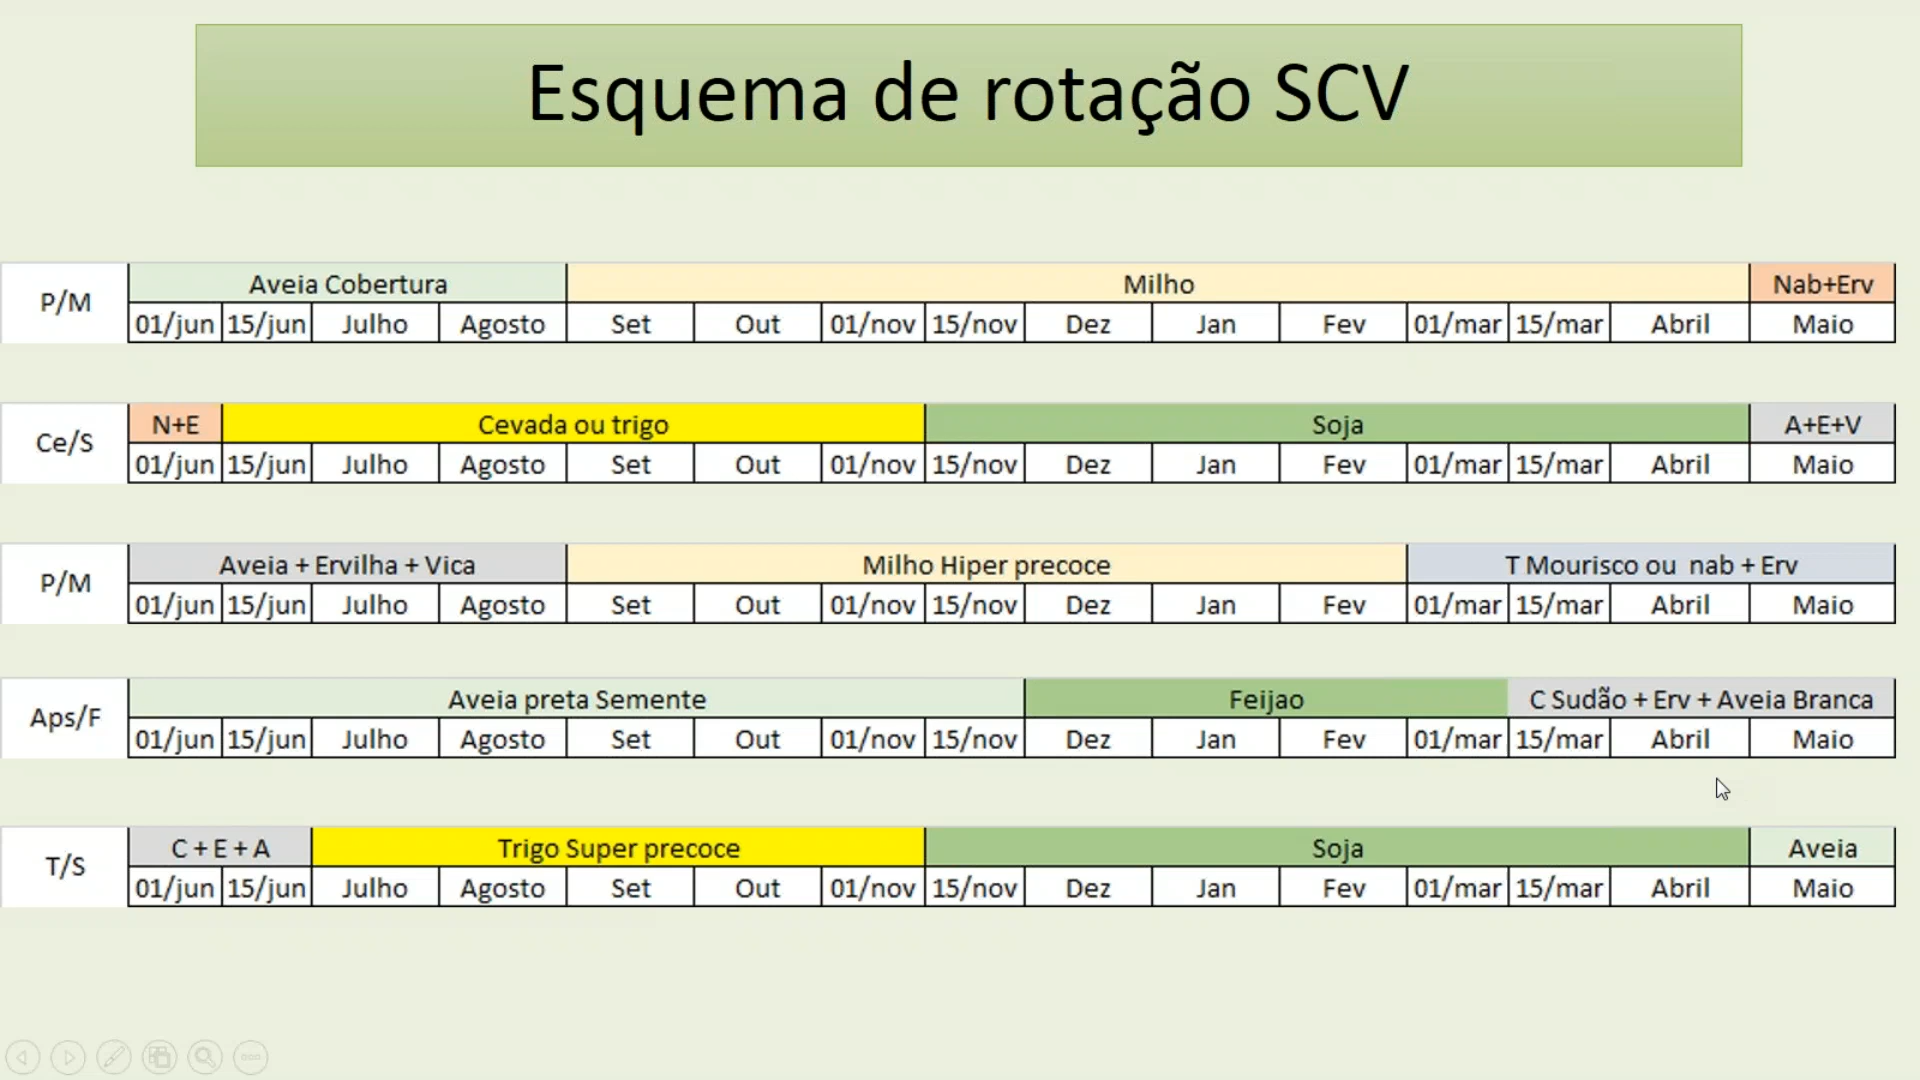 Esquema de rotação SCV
P/M
Aveia Cobertura Milho Nab+Erv
01/jun 15/jun Julho Agosto Set Out 01/nov 15/nov Dez Jan Fev 01/mar 15/mar Abril Maio
Ce/S
N+E Cevada ou trigo Soja A+E+V
01/jun 15/jun Julho Agosto Set Out 01/nov 15/nov Dez Jan Fev 01/mar 15/mar Abril Maio
P/M
Aveia + Ervilha + Vica Milho Hiper precoce T Mourisco ou nab + Erv
01/jun 15/jun Julho Agosto Set Out 01/nov 15/nov Dez Jan Fev 01/mar 15/mar Abril Maio
Aps/F
Aveia preta Semente Feijao C Sudão + Erv + Aveia Branca
01/jun 15/jun Julho Agosto Set Out 01/nov 15/nov Dez Jan Fev 01/mar 15/mar Abril Maio
T/S
C + E + A Trigo Super precoce Soja Aveia
01/jun 15/jun Julho Agosto Set Out 01/nov 15/nov Dez Jan Fev 01/mar 15/mar Abril Maio